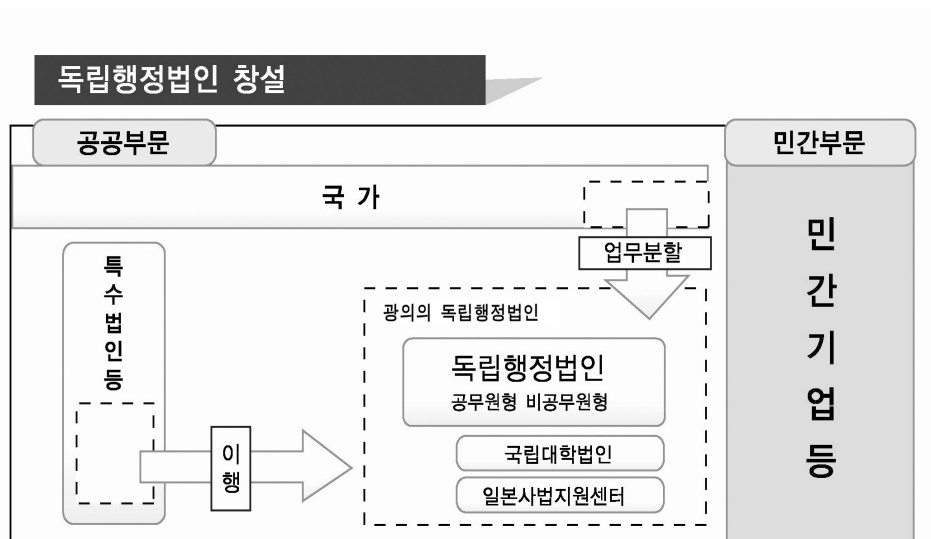 독립행정법인 창설
공공부문
민간부문
국 가
업무분할
특수법인등
이행
광의의 독립행정법인
독립행정법인
공무원형 비공무원형
국립대학법인
일본사법지원센터
민간기업등